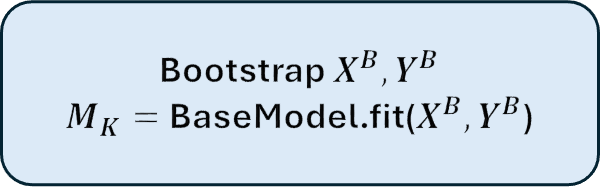 Bootstrap X^B, Y^B
M_K = BaseModel.fit(X^B, Y^B)